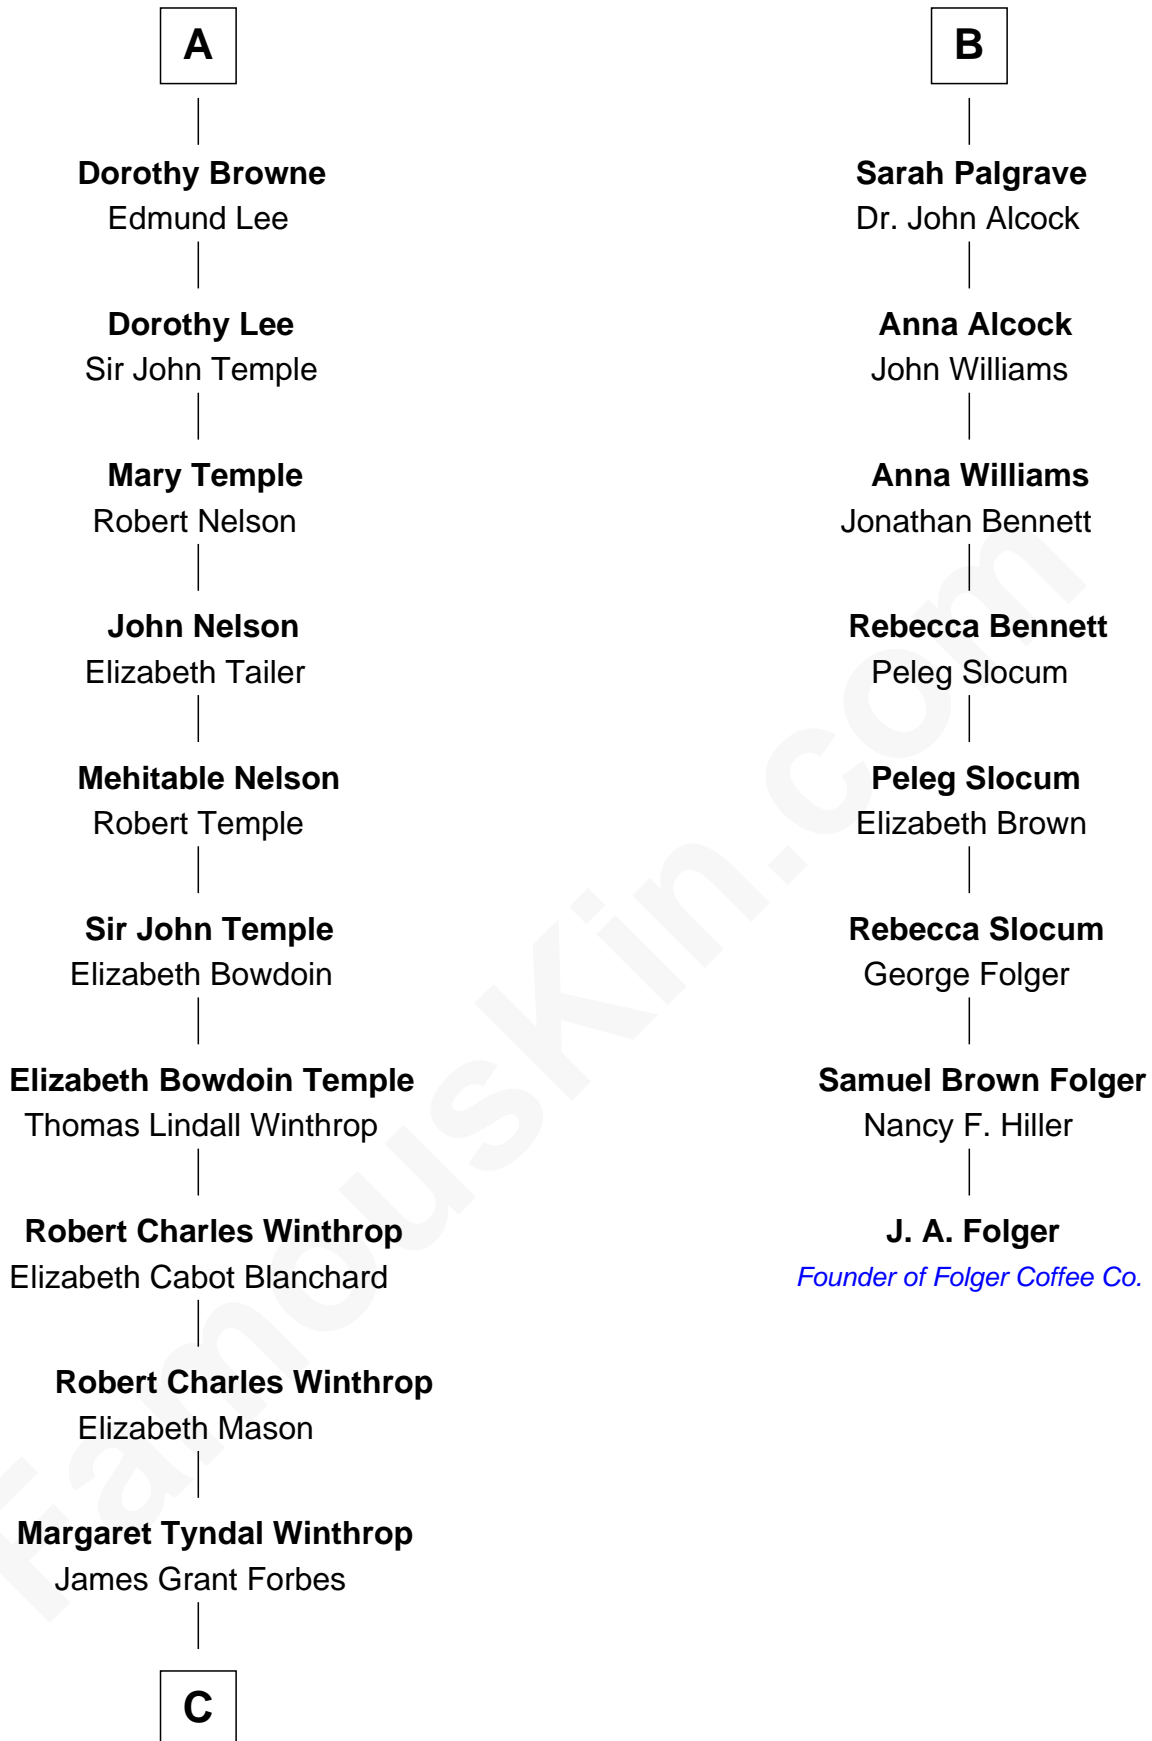 A
Dorothy Browne
Edmund Lee
Dorothy Lee
Sir John Temple
Mary Temple
Robert Nelson
John Nelson
Elizabeth Tailer
Mehitable Nelson
Robert Temple
Sir John Temple
Elizabeth Bowdoin
Elizabeth Bowdoin Temple
Thomas Lindall Winthrop
Robert Charles Winthrop
Elizabeth Cabot Blanchard
Robert Charles Winthrop
Elizabeth Mason
Margaret Tyndal Winthrop
James Grant Forbes
C
B
Sarah Palgrave
Dr. John Alcock
Anna Alcock
John Williams
Anna Williams
Jonathan Bennett
Rebecca Bennett
Peleg Slocum
Peleg Slocum
Elizabeth Brown
Rebecca Slocum
George Folger
Samuel Brown Folger
Nancy F. Hiller
J. A. Folger
Founder of Folger Coffee Co.
FamousKin.com